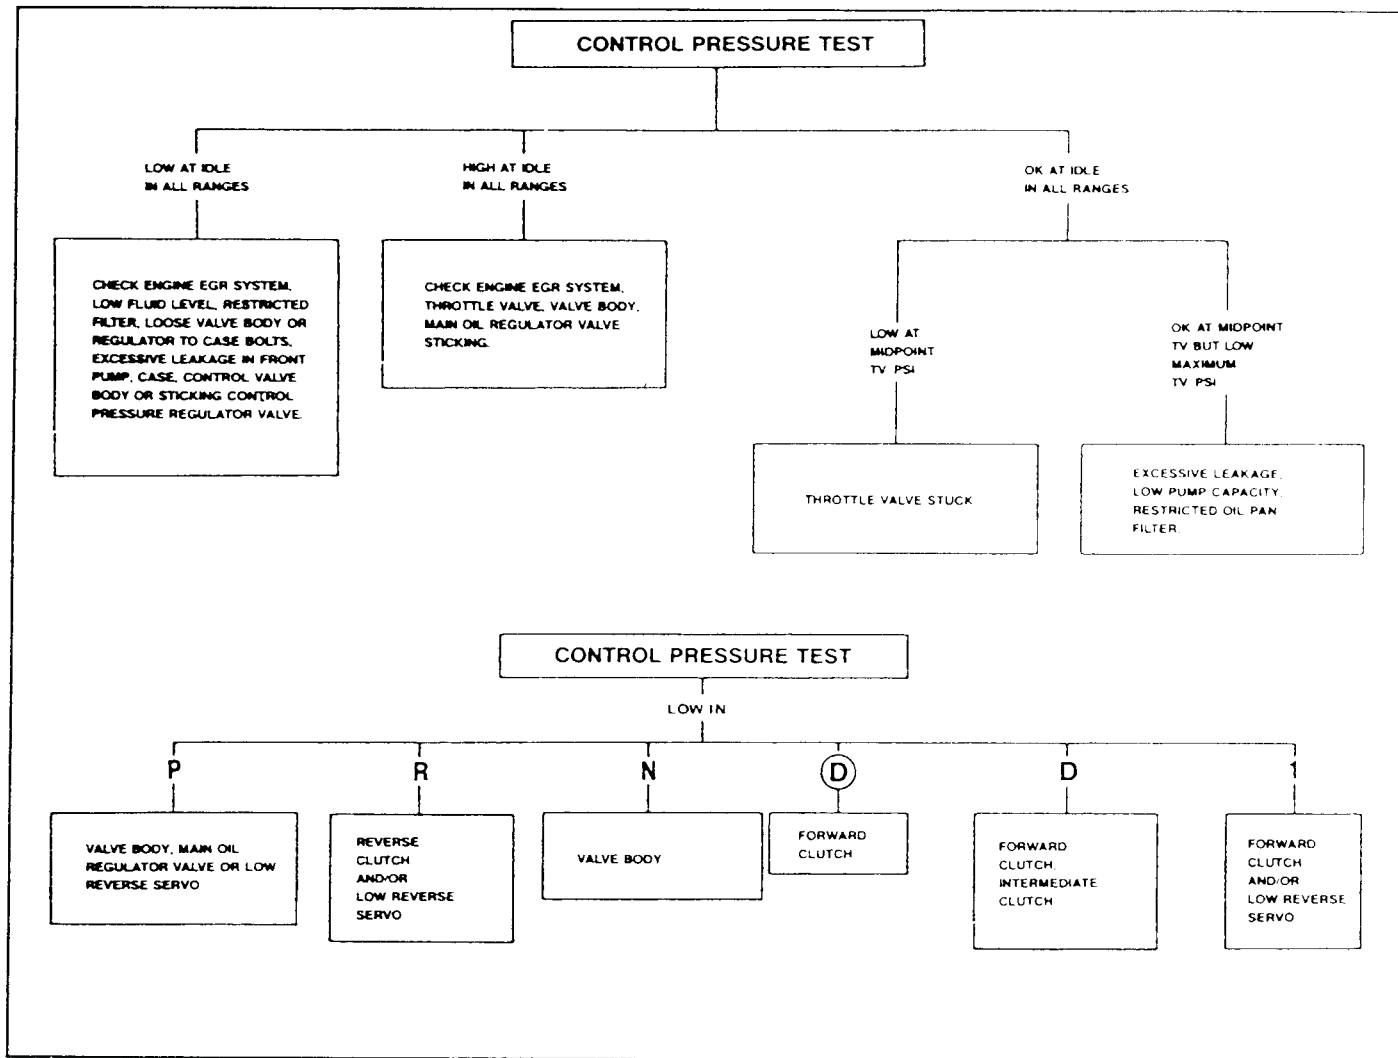 CONTROL PRESSURE TEST
LOW AT IDLE
IN ALL RANGES
HIGH AT IDLE
IN ALL RANGES
OK AT IDLE
IN ALL RANGES
CHECK ENGINE EGR SYSTEM,
LOW FLUID LEVEL, RESTRICTED
FILTER, LOOSE VALVE BODY OR
REGULATOR TO CASE BOLTS,
EXCESSIVE LEAKAGE IN FRONT
PUMP, CASE, CONTROL VALVE
BODY OR STICKING CONTROL
PRESSURE REGULATOR VALVE.
CHECK ENGINE EGR SYSTEM,
THROTTLE VALVE, VALVE BODY,
MAIN OIL REGULATOR VALVE
STICKING.
LOW AT
MIDPOINT
TV PSI
OK AT MIDPOINT
TV BUT LOW
MAXIMUM
TV PSI
THROTTLE VALVE STUCK
EXCESSIVE LEAKAGE,
LOW PUMP CAPACITY,
RESTRICTED OIL PAN
FILTER.
CONTROL PRESSURE TEST
LOW IN
P
R
N
D
D
1
VALVE BODY, MAIN OIL
REGULATOR VALVE OR LOW
REVERSE SERVO
REVERSE
CLUTCH
AND/OR
LOW REVERSE
SERVO
VALVE BODY
FORWARD
CLUTCH
FORWARD
CLUTCH,
INTERMEDIATE
CLUTCH
FORWARD
CLUTCH
AND/OR
LOW REVERSE
SERVO